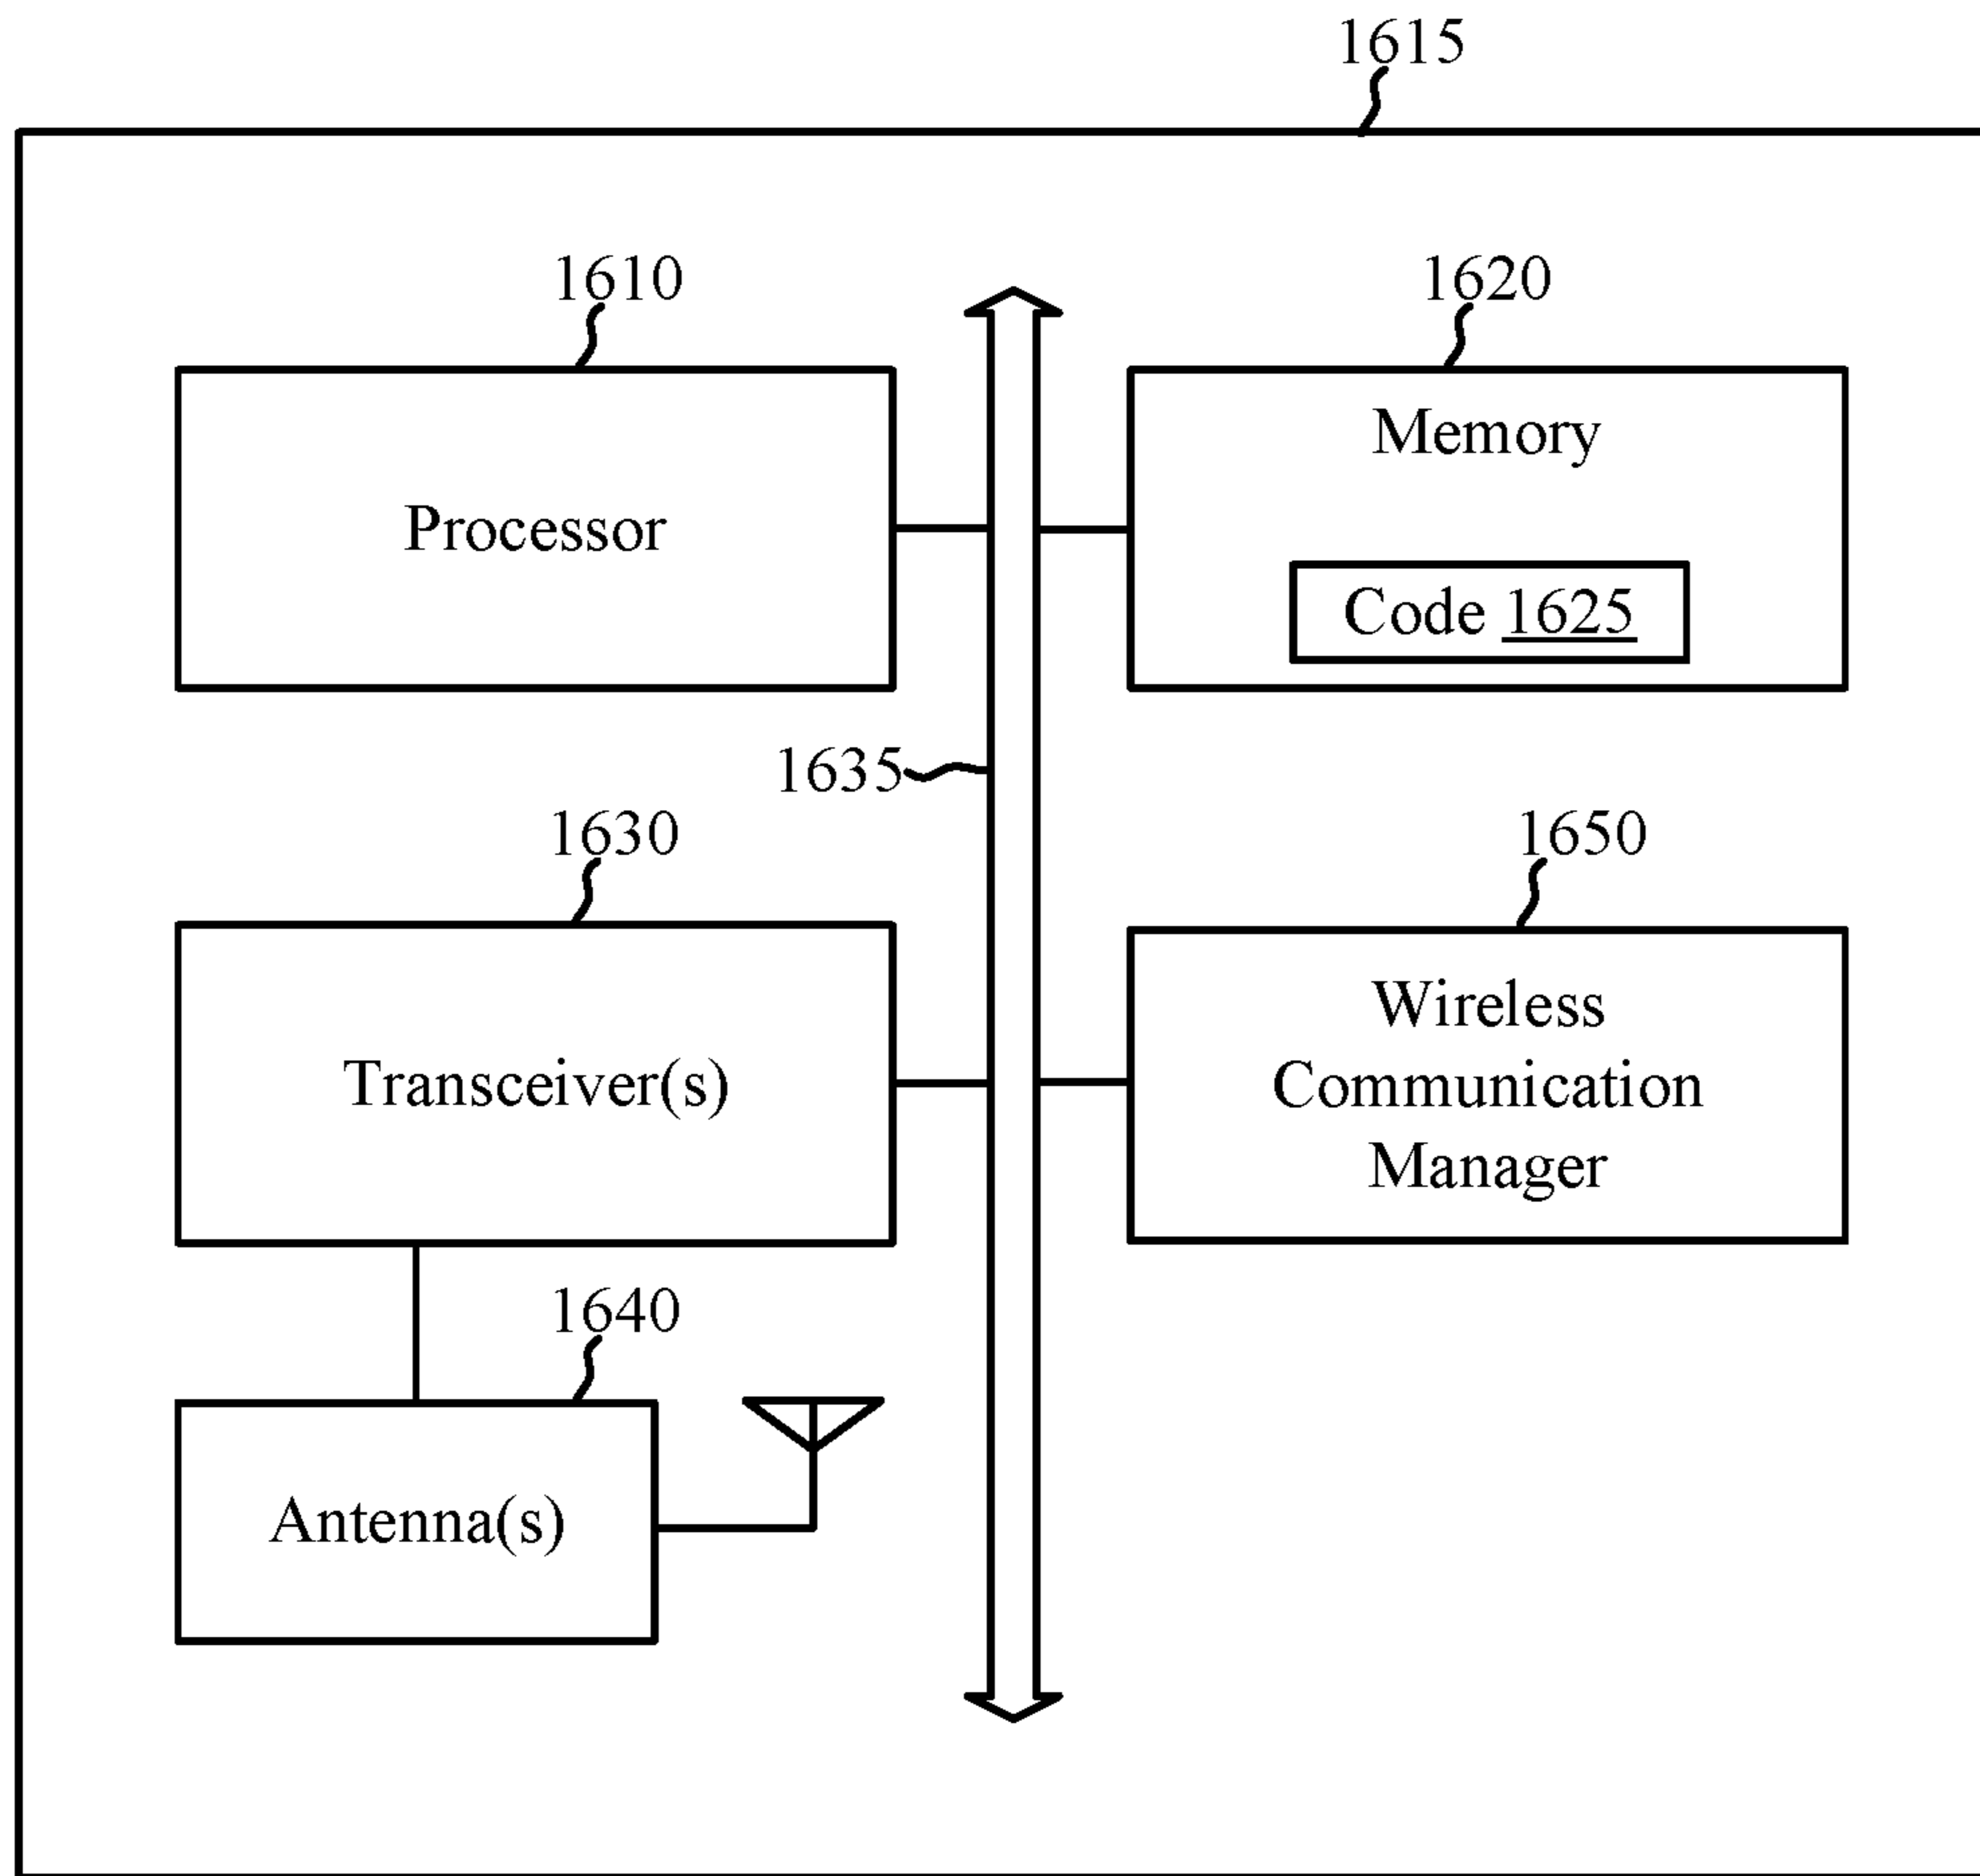 1615
1610
1620
Processor
Memory
Code 1625
1635
1630
1650
Transceiver(s)
Wireless
Communication
Manager
1640
Antenna(s)